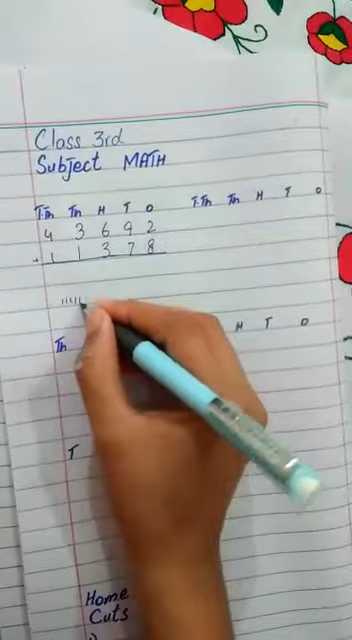 Class 3rd
Subject MATH
T.Th Th H T O
4 3 6 9 2
+ 1 1 3 7 8
T.Th Th H T O
Th
H T O
T
Home
Cuts